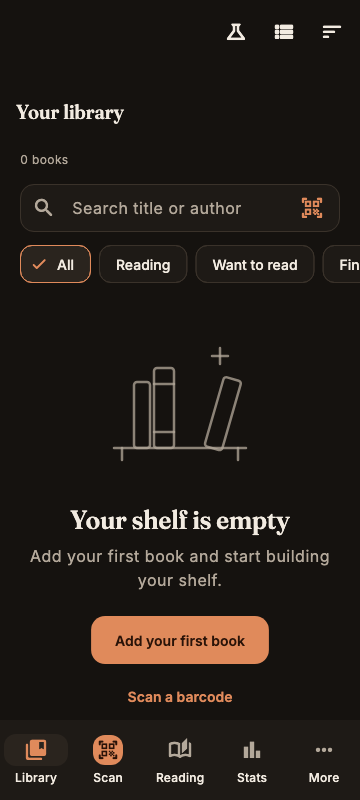 Your library
0 books
Search title or author
All Reading Want to read Fin
Your shelf is empty
Add your first book and start building
your shelf.
Add your first book
Scan a barcode
Library Scan Reading Stats More